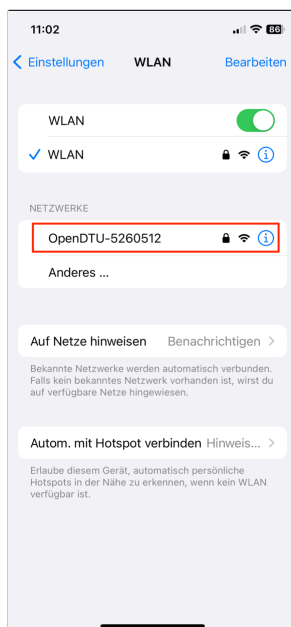 11:02
86
Einstellungen WLAN Bearbeiten
WLAN
WLAN
NETZWERKE
OpenDTU-5260512
Anderes ...
Auf Netze hinweisen Benachrichtigen
Bekannte Netzwerke werden automatisch verbunden.
Falls kein bekanntes Netzwerk vorhanden ist, wirst du
auf verfügbare Netze hingewiesen.
Autom. mit Hotspot verbinden Hinweis...
Erlaube diesem Gerät, automatisch persönliche
Hotspots in der Nähe zu erkennen, wenn kein WLAN
verfügbar ist.